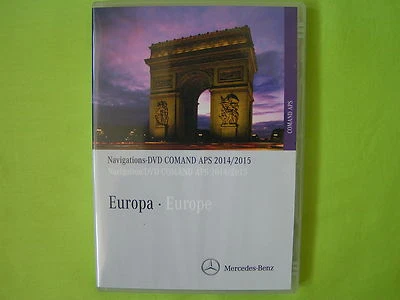 COMAND APS
Navigations-DVD COMAND APS 2014/2015
Navigation-DVD COMAND APS 2014/2015
Europa · Europe
Mercedes-Benz